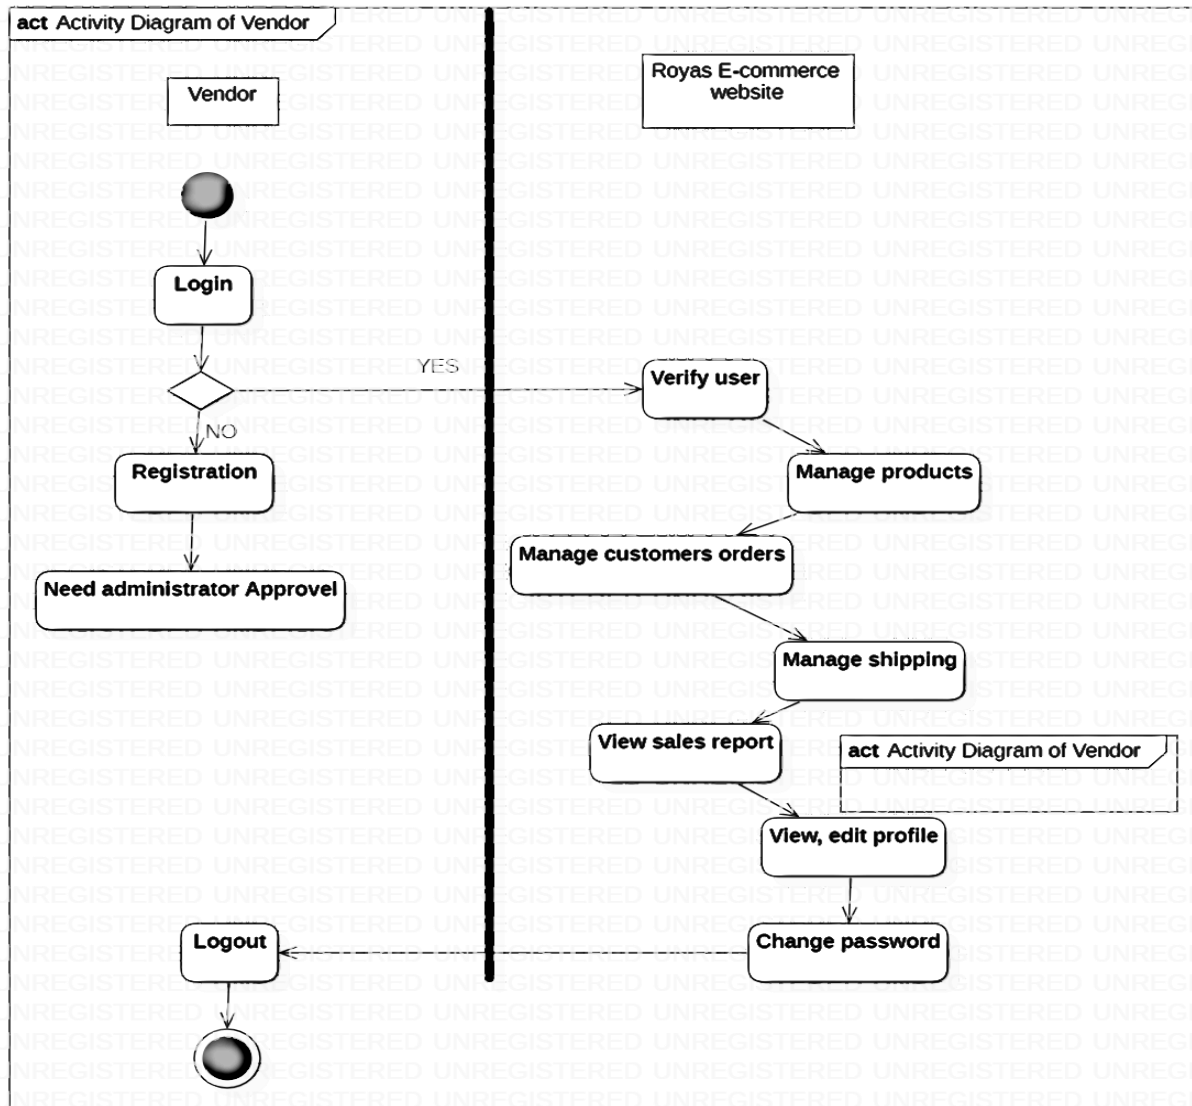 act Activity Diagram of Vendor
Vendor
Royas E-commerce
website
Login
YES
Verify user
NO
Registration
Manage products
Manage customers orders
Need administrator Approvel
Manage shipping
View sales report
act Activity Diagram of Vendor
View, edit profile
Logout
Change password
UNREGISTERED